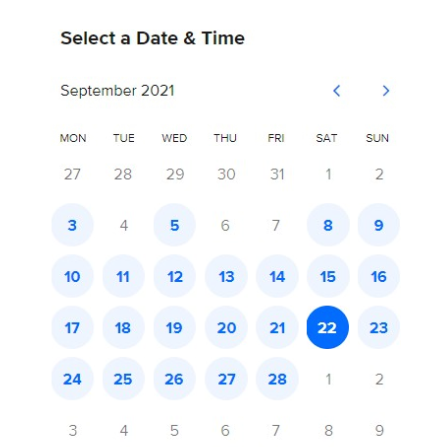 Select a Date & Time
September 2021
MON TUE WED THU FRI SAT SUN
27 28 29 30 31 1 2
3 4 5 6 7 8 9
10 11 12 13 14 15 16
17 18 19 20 21 22 23
24 25 26 27 28 1 2
3 4 5 6 7 8 9